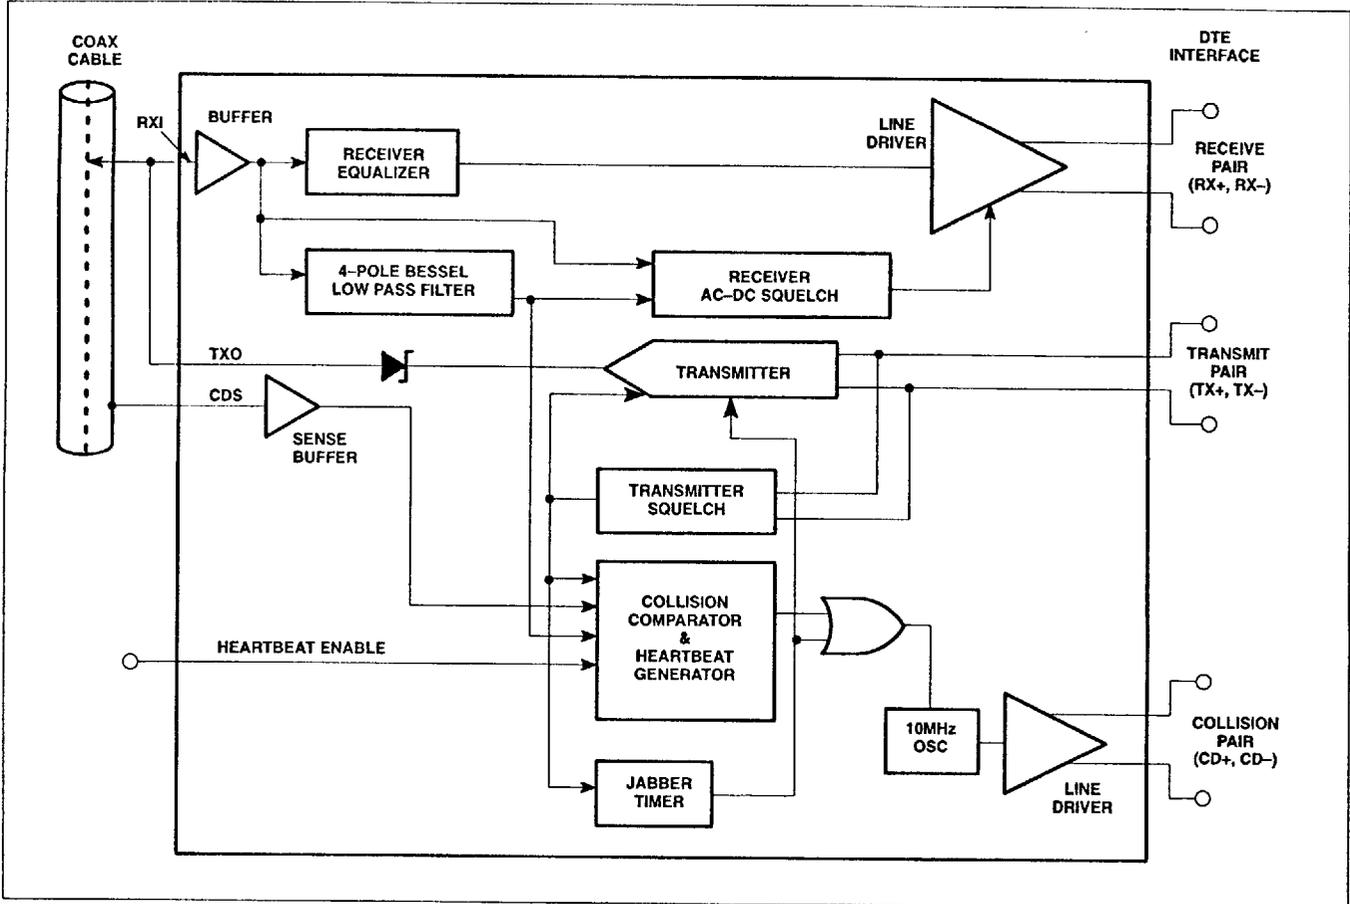 COAX
CABLE
DTE
INTERFACE
RXI
BUFFER
RECEIVER
EQUALIZER
LINE
DRIVER
RECEIVE
PAIR
(RX+, RX–)
4–POLE BESSEL
LOW PASS FILTER
RECEIVER
AC–DC SQUELCH
TXO
TRANSMITTER
TRANSMIT
PAIR
(TX+, TX–)
CDS
SENSE
BUFFER
TRANSMITTER
SQUELCH
COLLISION
COMPARATOR
&
HEARTBEAT
GENERATOR
HEARTBEAT ENABLE
10MHz
OSC
COLLISION
PAIR
(CD+, CD–)
JABBER
TIMER
LINE
DRIVER